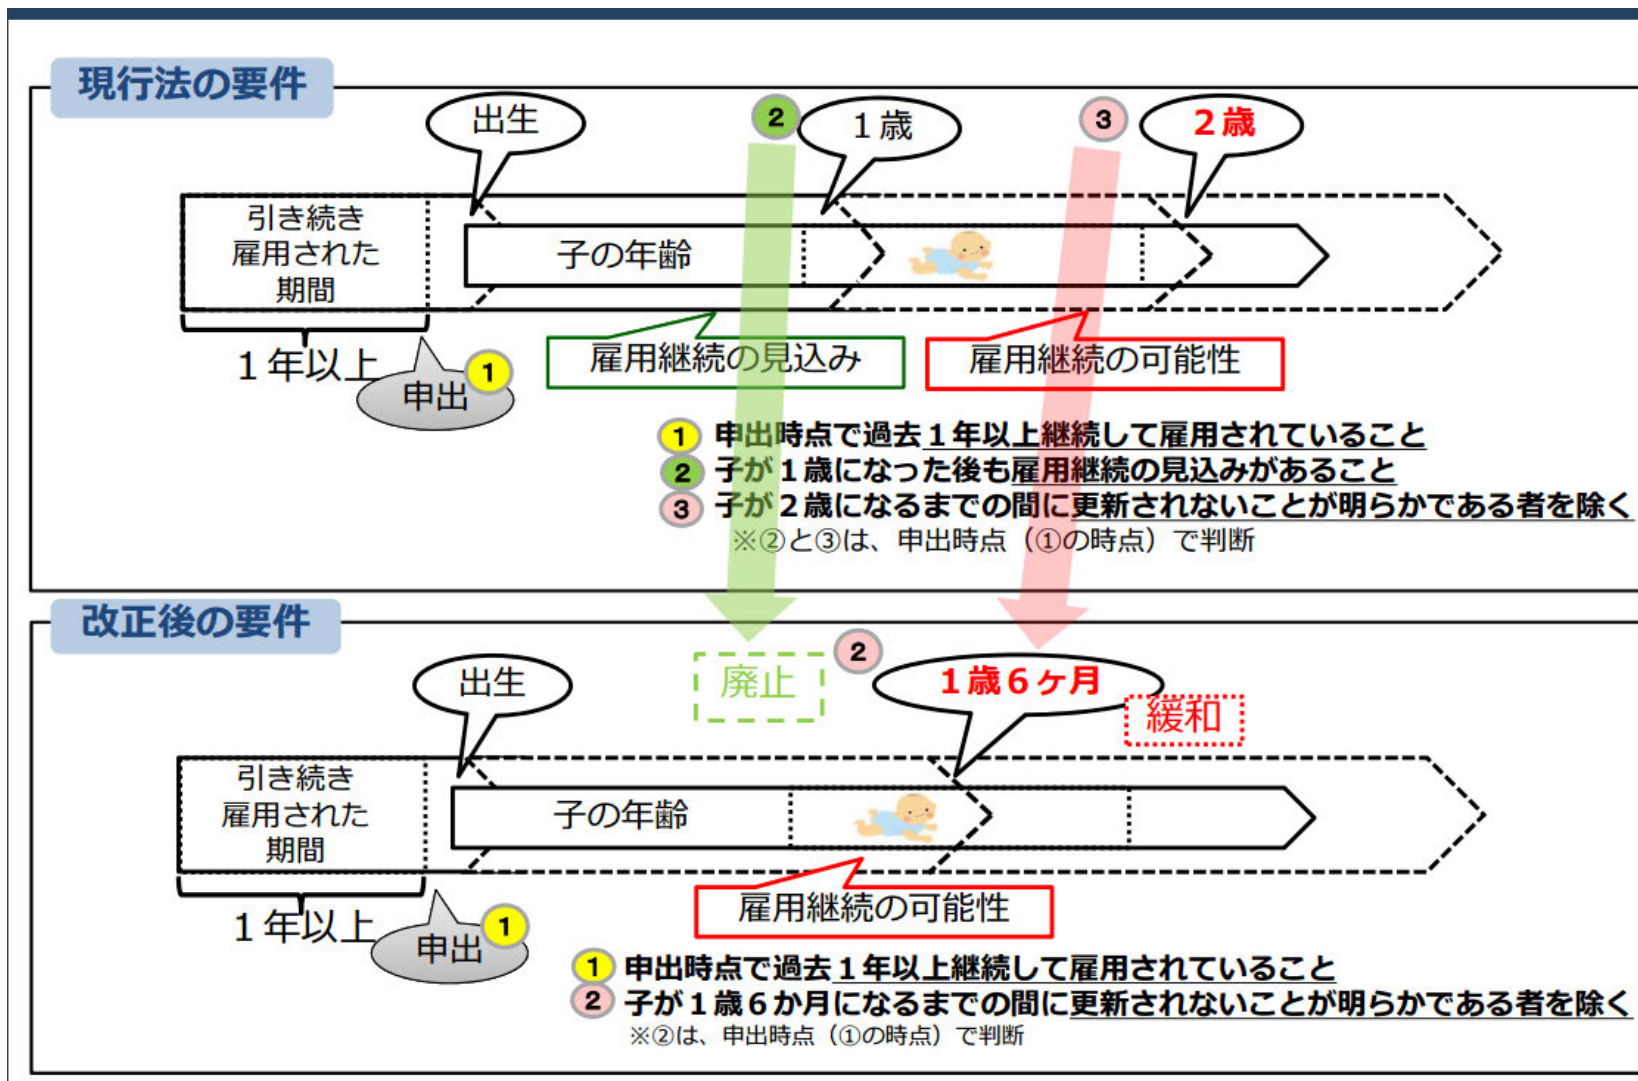 現行法の要件
出生
2
1歳
3
2歳
引き続き
雇用された
期間
子の年齢
1年以上
申出
1
雇用継続の見込み
雇用継続の可能性
1 申出時点で過去1年以上継続して雇用されていること
2 子が1歳になった後も雇用継続の見込みがあること
3 子が2歳になるまでの間に更新されないことが明らかである者を除く
※②と③は、申出時点（①の時点）で判断
改正後の要件
出生
廃止
2
1歳6ヶ月
緩和
引き続き
雇用された
期間
子の年齢
1年以上
申出
1
雇用継続の可能性
1 申出時点で過去1年以上継続して雇用されていること
2 子が1歳6か月になるまでの間に更新されないことが明らかである者を除く
※②は、申出時点（①の時点）で判断